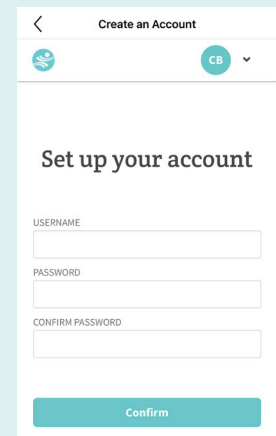 Create an Account
CB
Set up your account
USERNAME
PASSWORD
CONFIRM PASSWORD
Confirm